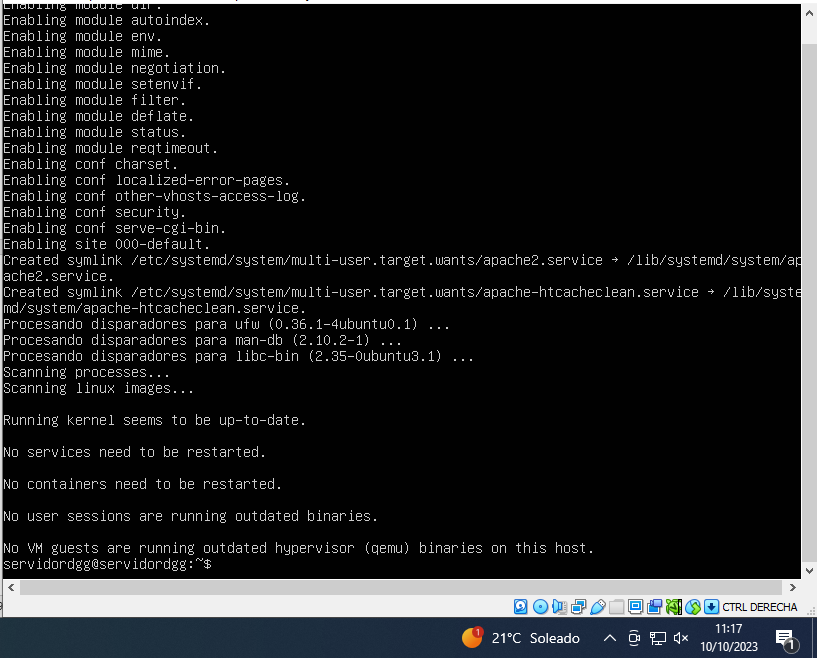 Enabling module dir.
Enabling module autoindex.
Enabling module env.
Enabling module mime.
Enabling module negotiation.
Enabling module setenvif.
Enabling module filter.
Enabling module deflate.
Enabling module status.
Enabling module reqtimeout.
Enabling conf charset.
Enabling conf localized-error-pages.
Enabling conf other-vhosts-access-log.
Enabling conf security.
Enabling conf serve-cgi-bin.
Enabling site 000-default.
Created symlink /etc/systemd/system/multi-user.target.wants/apache2.service → /lib/systemd/system/ap
ache2.service.
Created symlink /etc/systemd/system/multi-user.target.wants/apache-htcacheclean.service → /lib/syste
md/system/apache-htcacheclean.service.
Procesando disparadores para ufw (0.36.1-4ubuntu0.1) ...
Procesando disparadores para man-db (2.10.2-1) ...
Procesando disparadores para libc-bin (2.35-0ubuntu3.1) ...
Scanning processes...
Scanning linux images...
Running kernel seems to be up-to-date.
No services need to be restarted.
No containers need to be restarted.
No user sessions are running outdated binaries.
No VM guests are running outdated hypervisor (qemu) binaries on this host.
servidordgg@servidordgg:~$
CTRL DERECHA
1
21°C Soleado
11:17
10/10/2023
1